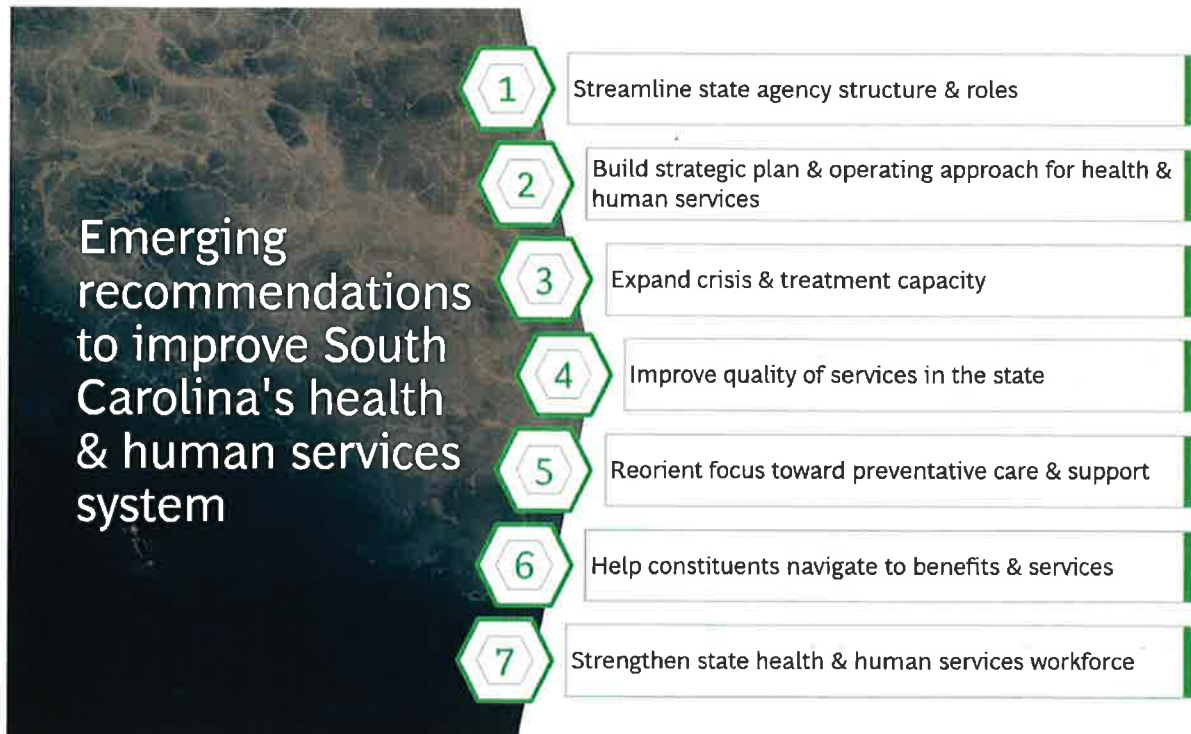 Emerging
recommendations
to improve South
Carolina's health
& human services
system
1
Streamline state agency structure & roles
2
Build strategic plan & operating approach for health &
human services
3
Expand crisis & treatment capacity
4
Improve quality of services in the state
5
Reorient focus toward preventative care & support
6
Help constituents navigate to benefits & services
7
Strengthen state health & human services workforce